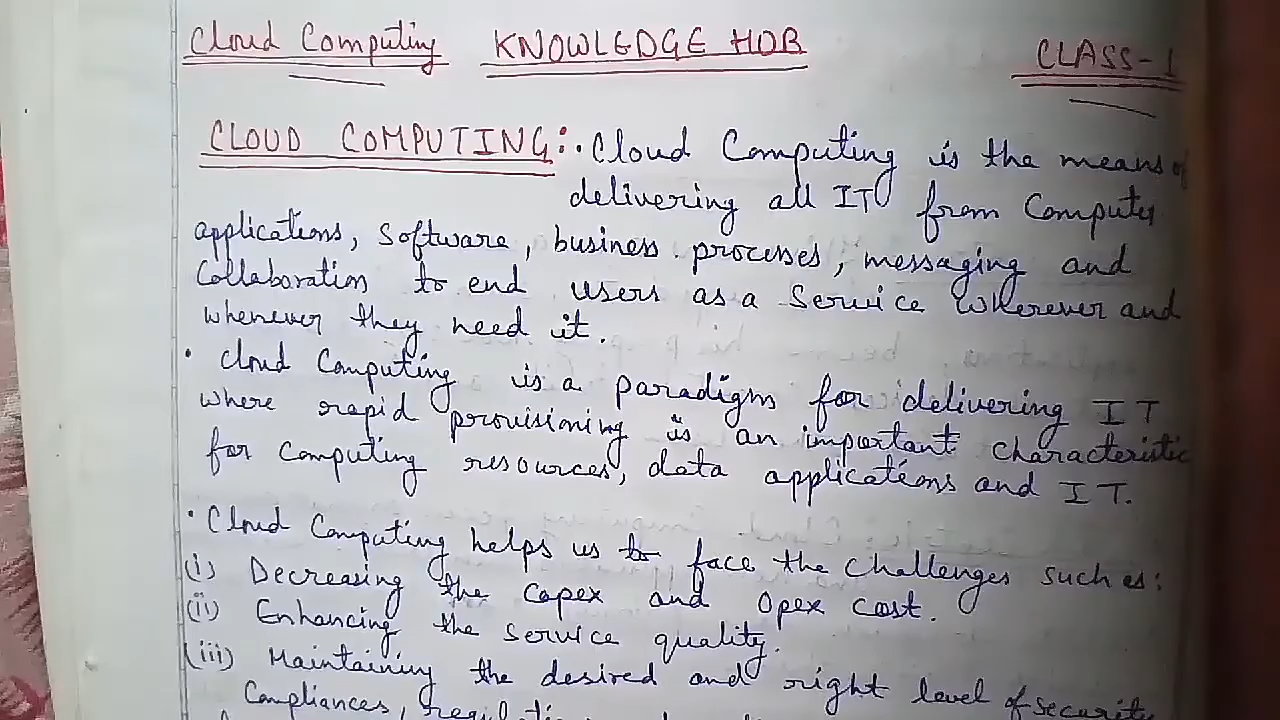 Cloud Computing KNOWLEDGE HUB CLASS-1
CLOUD COMPUTING:· Cloud Computing is the means of
delivering all IT from Computer
applications, software, business processes, messaging and
Collaboration to end users as a Service wherever and
whenever they need it.
· Cloud Computing is a paradigm for delivering IT
where rapid provisioning is an important characteristic
for computing resources, data applications and IT.
· Cloud Computing helps us to face the challenges such as:
(i) Decreasing the Capex and Opex cost.
(ii) Enhancing the service quality.
(iii) Maintaining the desired and right level of security
Compliances,